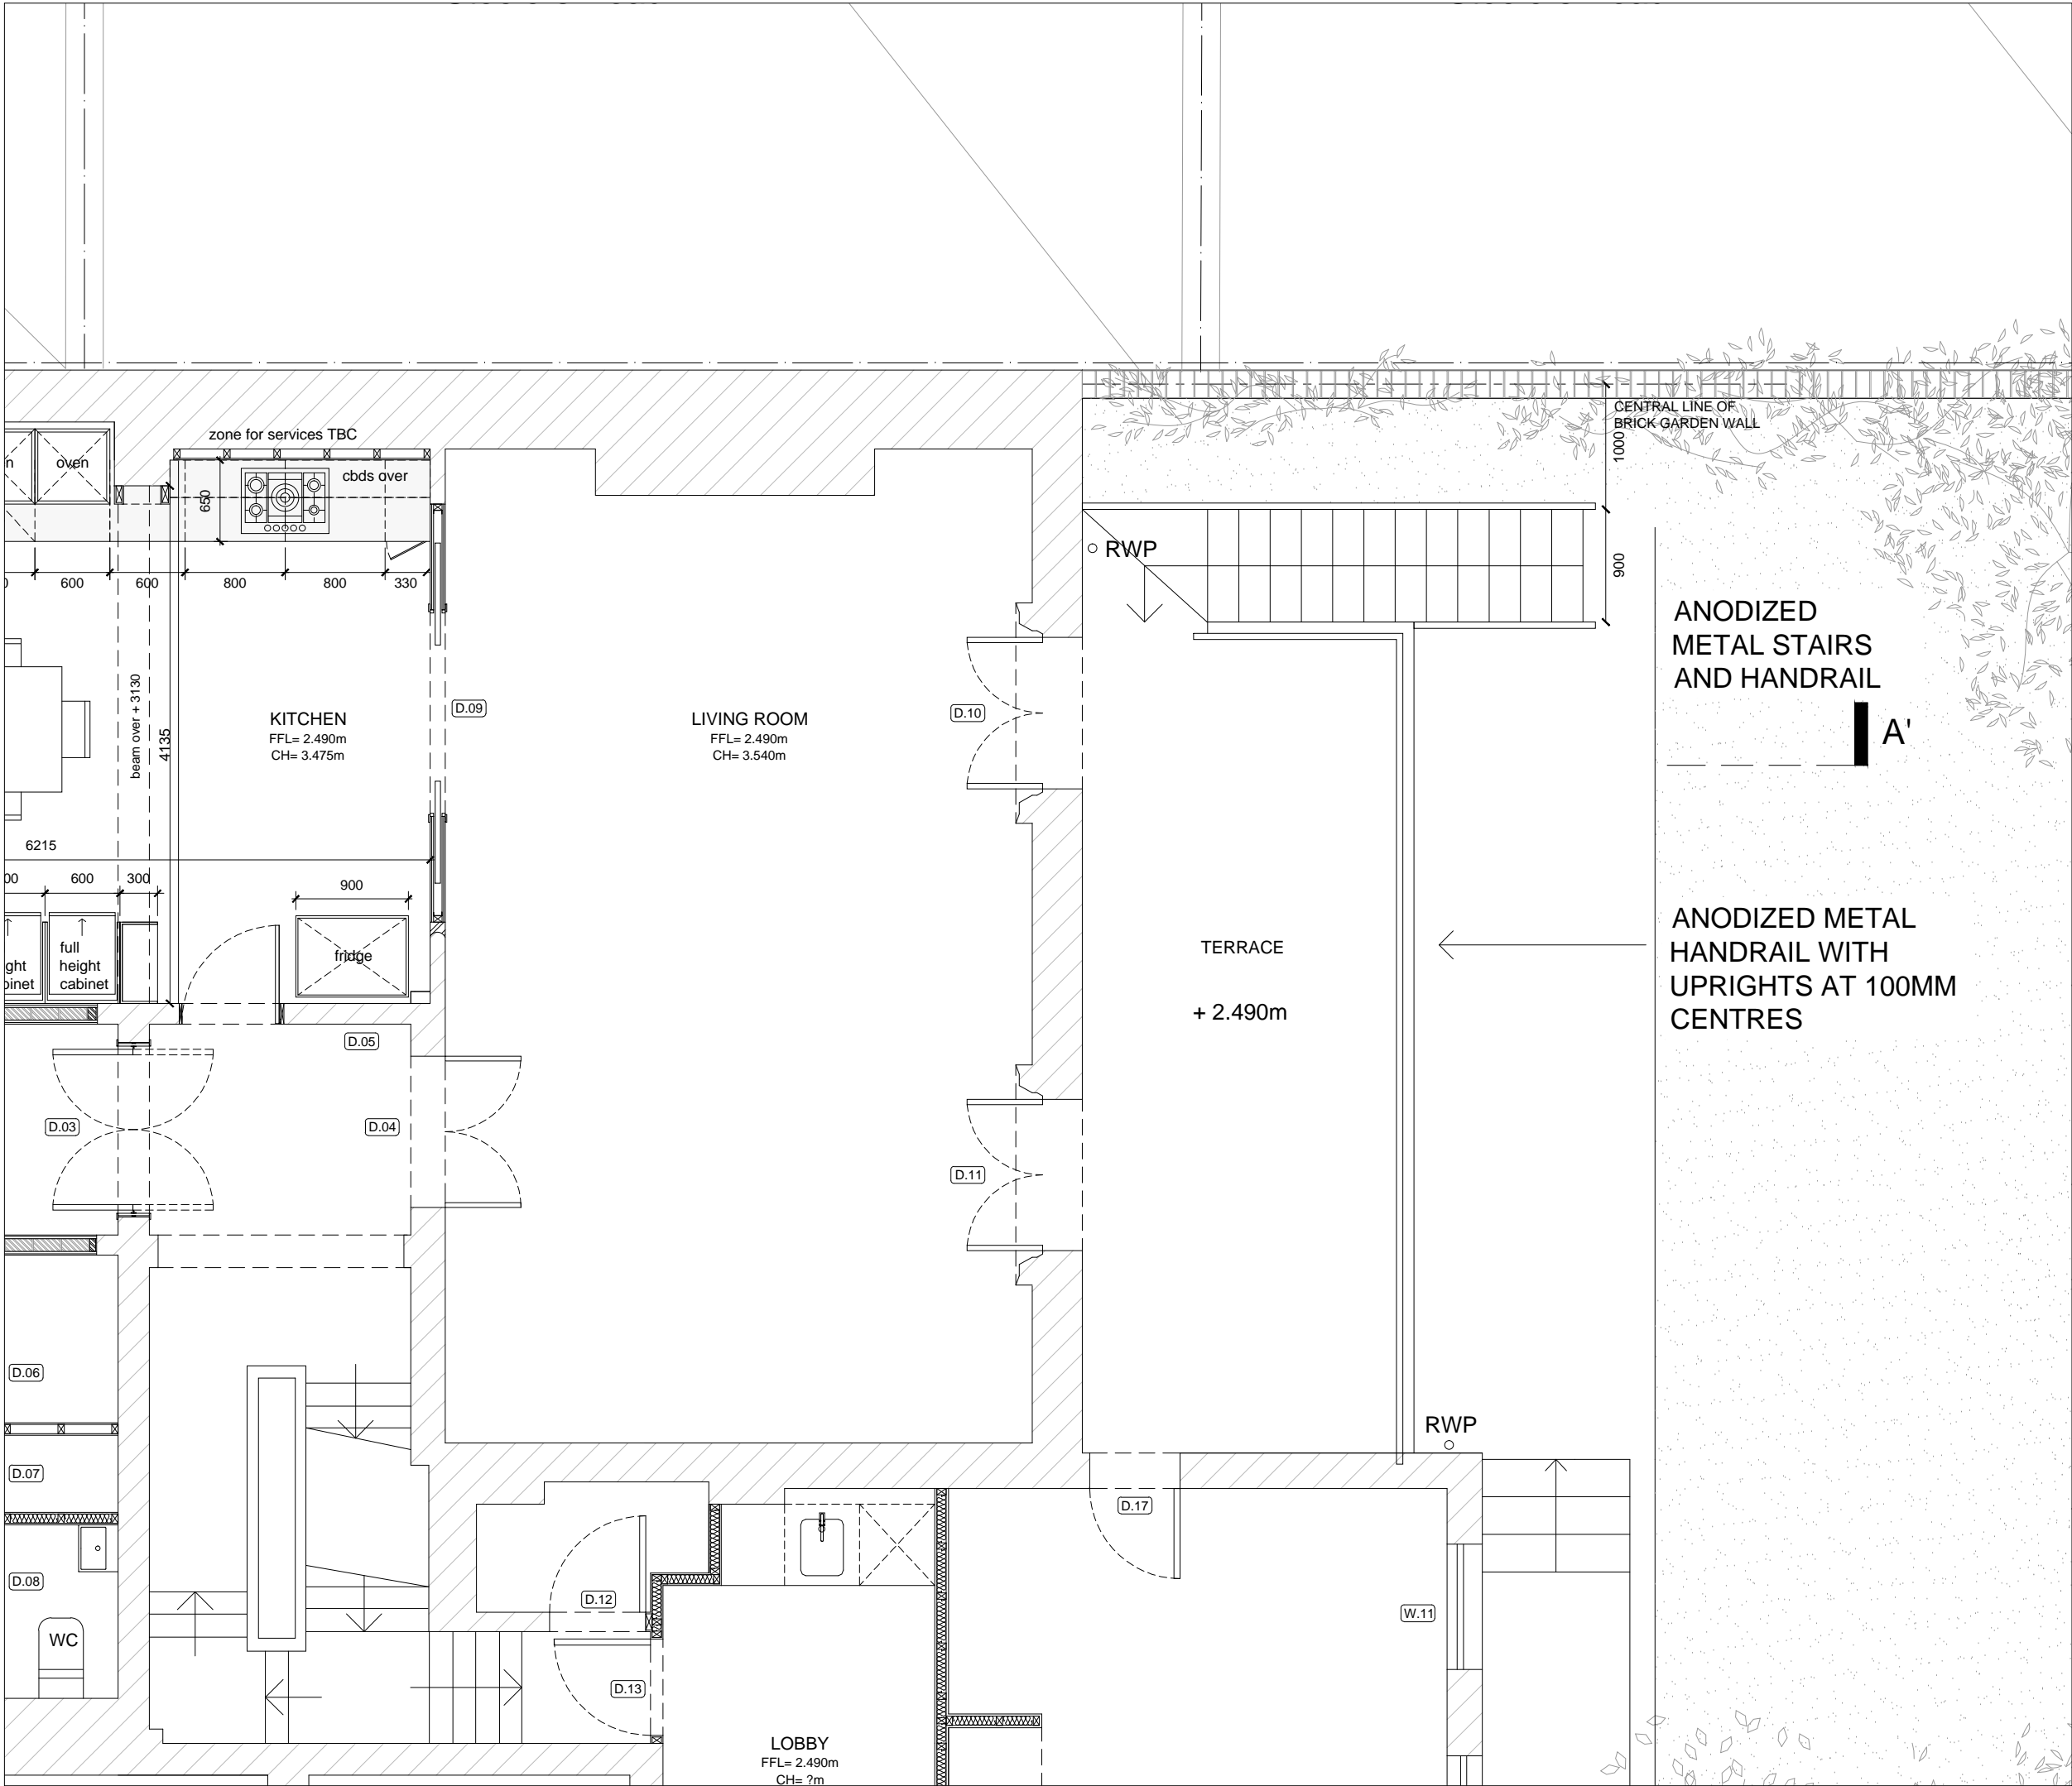 CENTRAL LINE OF
BRICK GARDEN WALL
1000
zone for services TBC
oven
cbds over
650
RWP
900
600
600
800
800
330
ANODIZED
METAL STAIRS
AND HANDRAIL
beam over + 3130
4135
KITCHEN
FFL= 2.490m
CH= 3.475m
D.09
LIVING ROOM
FFL= 2.490m
CH= 3.540m
D.10
A'
6215
600
300
900
full
height
cabinet
fridge
TERRACE
+ 2.490m
ANODIZED METAL
HANDRAIL WITH
UPRIGHTS AT 100MM
CENTRES
D.05
D.03
D.04
D.11
D.06
RWP
D.07
D.17
D.08
D.12
W.11
WC
D.13
LOBBY
FFL= 2.490m
CH= ?m